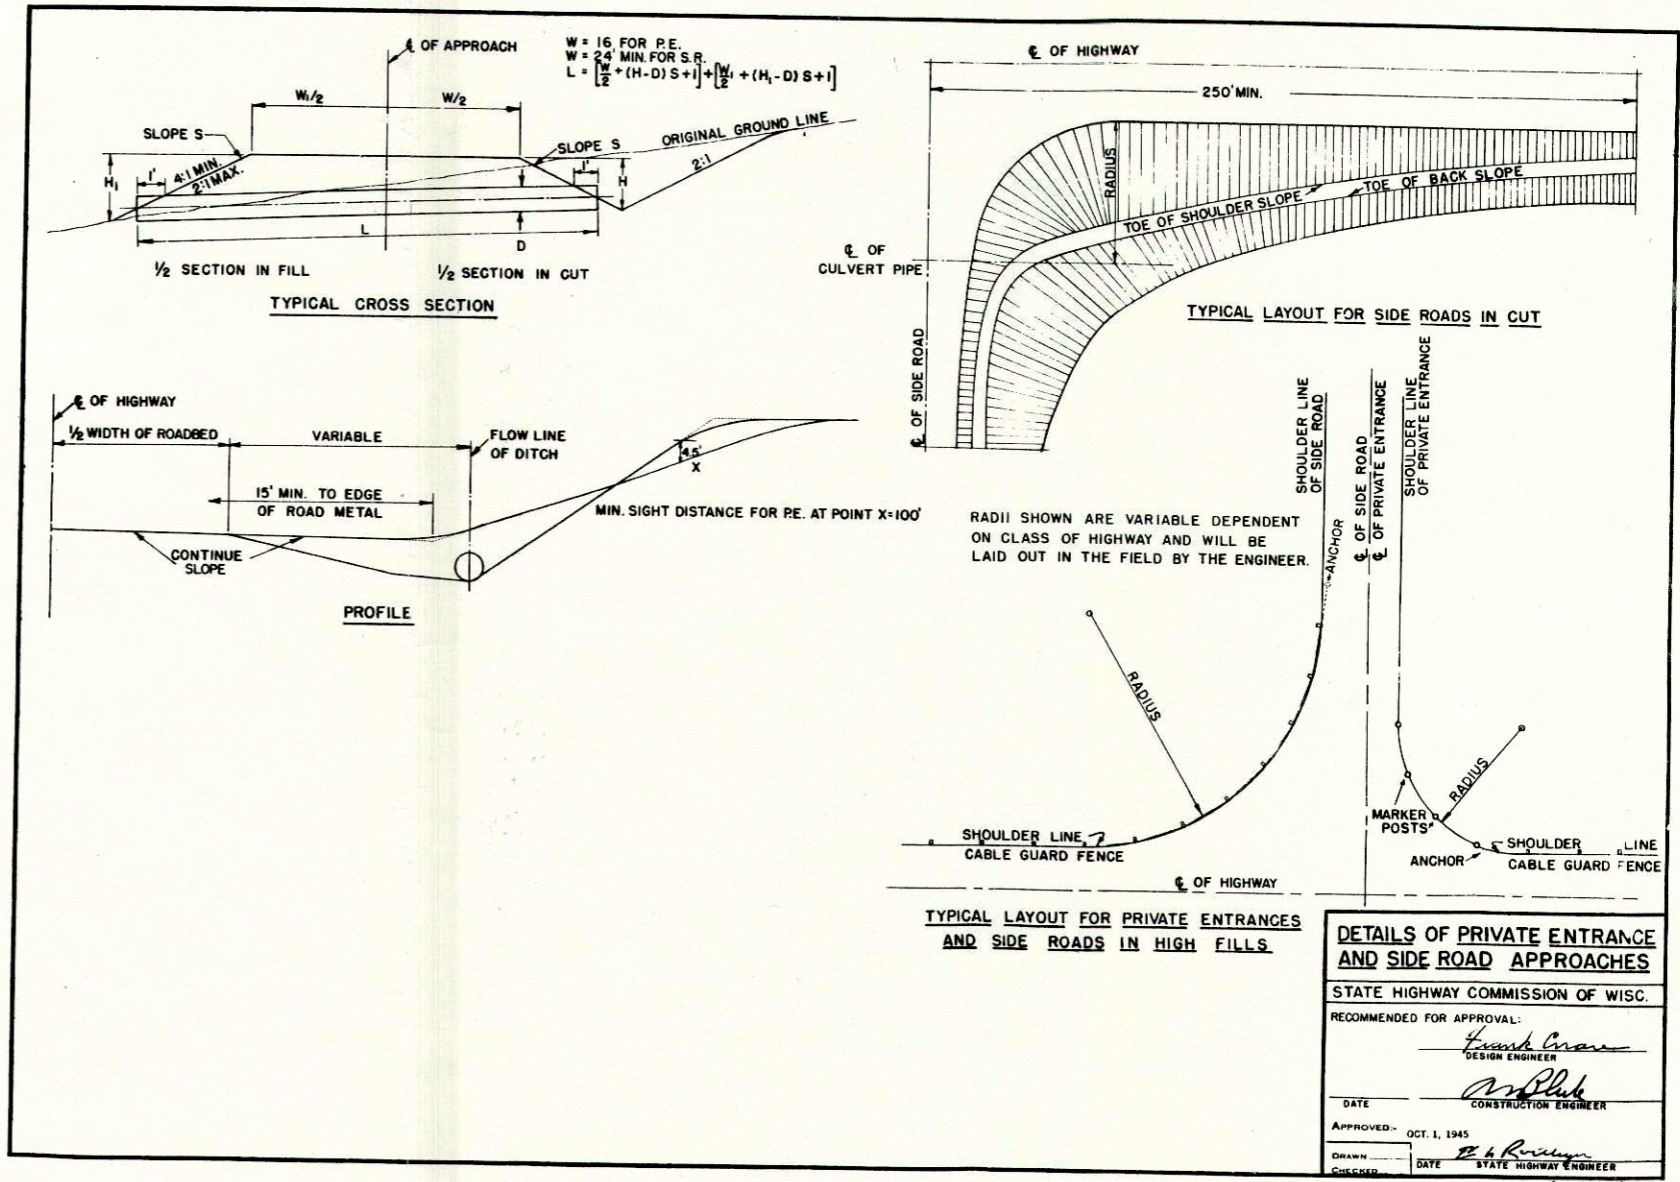 ℄ OF APPROACH
W = 16 FOR P.E.
W = 24' MIN. FOR S.R.
L = [W/2 + (H-D) S+1] + [W₁/2 + (H₁-D) S+1]
W₁/2
W/2
SLOPE S
SLOPE S
ORIGINAL GROUND LINE
2:1
4:1 MIN.
2:1 MAX.
1'
1'
H₁
H
L
D
½ SECTION IN FILL
½ SECTION IN CUT
TYPICAL CROSS SECTION
℄ OF HIGHWAY
250' MIN.
RADIUS
TOE OF SHOULDER SLOPE
TOE OF BACK SLOPE
℄ OF
CULVERT PIPE
℄ OF SIDE ROAD
TYPICAL LAYOUT FOR SIDE ROADS IN CUT
℄ OF HIGHWAY
½ WIDTH OF ROADBED
VARIABLE
FLOW LINE
OF DITCH
4.5'
X
15' MIN. TO EDGE
OF ROAD METAL
MIN. SIGHT DISTANCE FOR P.E. AT POINT X=100'
CONTINUE
SLOPE
PROFILE
SHOULDER LINE
OF SIDE ROAD
℄ OF SIDE ROAD
℄ OF PRIVATE ENTRANCE
SHOULDER LINE
OF PRIVATE ENTRANCE
RADII SHOWN ARE VARIABLE DEPENDENT
ON CLASS OF HIGHWAY AND WILL BE
LAID OUT IN THE FIELD BY THE ENGINEER.
ANCHOR
RADIUS
RADIUS
MARKER
POSTS
ANCHOR
SHOULDER LINE
CABLE GUARD FENCE
SHOULDER LINE
CABLE GUARD FENCE
℄ OF HIGHWAY
TYPICAL LAYOUT FOR PRIVATE ENTRANCES
AND SIDE ROADS IN HIGH FILLS
DETAILS OF PRIVATE ENTRANCE
AND SIDE ROAD APPROACHES
STATE HIGHWAY COMMISSION OF WISC.
RECOMMENDED FOR APPROVAL:
Frank
DESIGN ENGINEER
DATE
CONSTRUCTION ENGINEER
APPROVED:- OCT. 1, 1945
DRAWN
CHECKED
DATE
STATE HIGHWAY ENGINEER